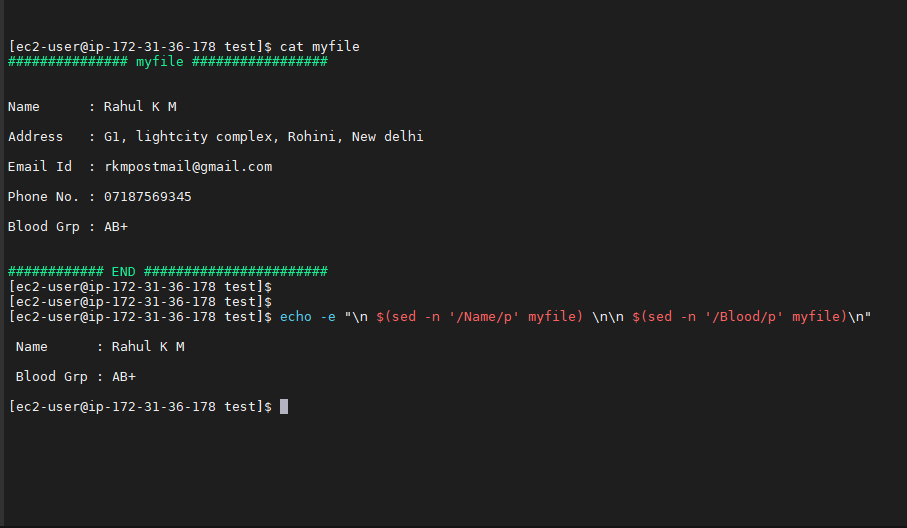 [ec2-user@ip-172-31-36-178 test]$ cat myfile
############### myfile #################
Name      : Rahul K M
Address   : G1, lightcity complex, Rohini, New delhi
Email Id  : rkmpostmail@gmail.com
Phone No. : 07187569345
Blood Grp : AB+
############ END #######################
[ec2-user@ip-172-31-36-178 test]$
[ec2-user@ip-172-31-36-178 test]$
[ec2-user@ip-172-31-36-178 test]$ echo -e "\n $(sed -n '/Name/p' myfile) \n\n $(sed -n '/Blood/p' myfile)\n"
 Name      : Rahul K M
 Blood Grp : AB+
[ec2-user@ip-172-31-36-178 test]$